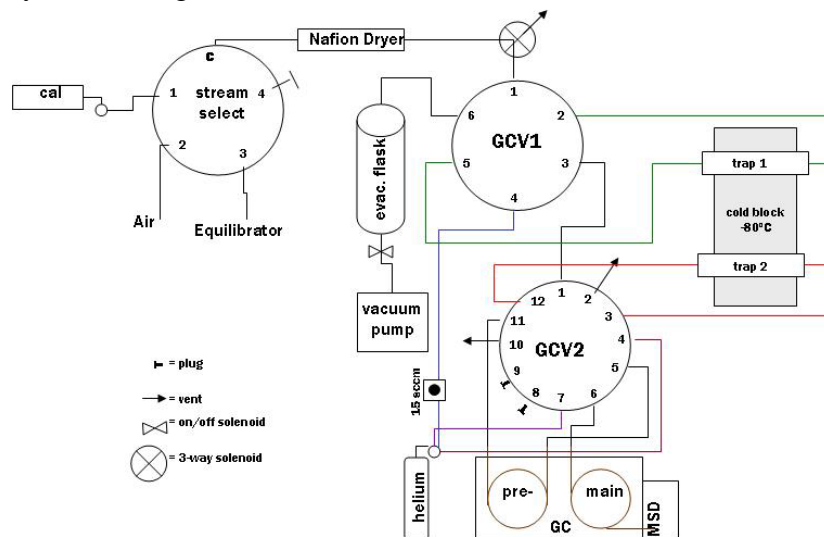 Nafion Dryer
c
cal
1
stream
select
4
2
3
Air
Equilibrator
evac. flask
vacuum
pump
1
6
2
GCV1
5
3
4
trap 1
cold block
-80°C
trap 2
1
12
2
11
3
10
GCV2
4
9
5
8
7
6
15 sccm
= plug
= vent
= on/off solenoid
= 3-way solenoid
helium
pre-
main
GC
MSD